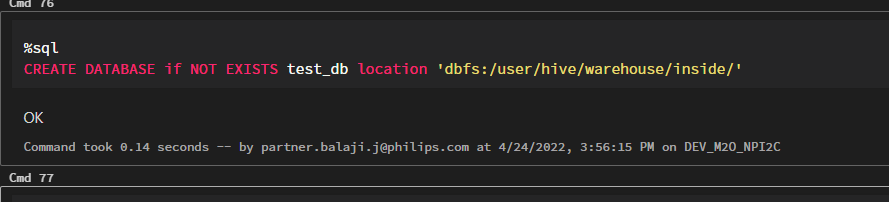 Cmd 76
%sql
CREATE DATABASE if NOT EXISTS test_db location 'dbfs:/user/hive/warehouse/inside/'
OK
Command took 0.14 seconds -- by partner.balaji.j@philips.com at 4/24/2022, 3:56:15 PM on DEV_M2O_NPI2C
Cmd 77